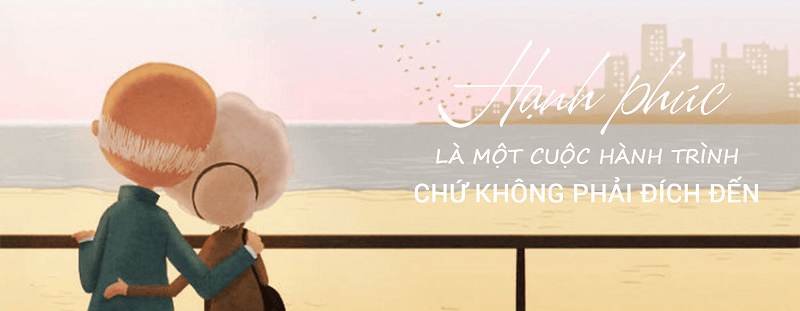 Hạnh phúc
LÀ MỘT CUỘC HÀNH TRÌNH
CHỨ KHÔNG PHẢI ĐÍCH ĐẾN